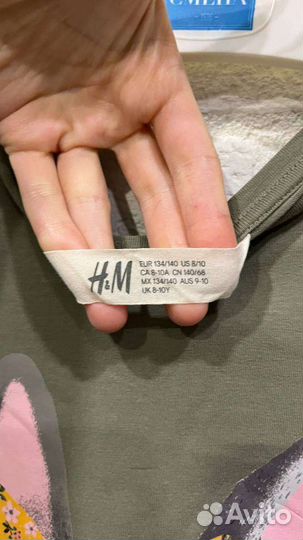 СМЕНА
H&M
EUR 134/140 US 8/10
CA 8-10A CN 140/68
MX 134/140 AUS 9-10
UK 8-10Y
Avito